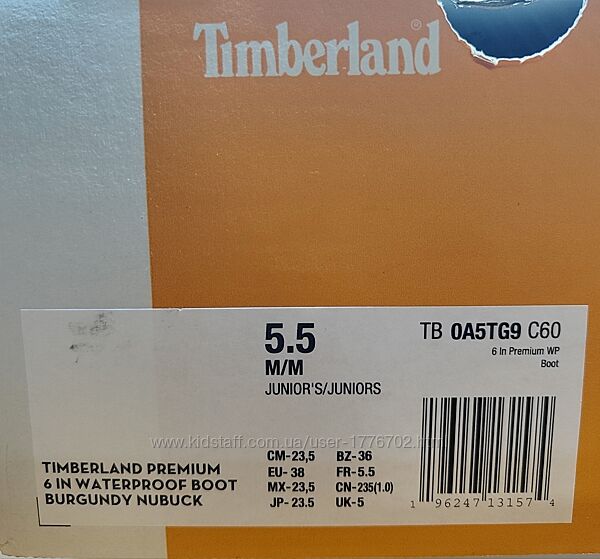 Timberland®
5.5
M/M
JUNIOR'S/JUNIORS
TB 0A5TG9 C60
6 In Premium WP
Boot
www.kidstaff.com.ua/user-1776702.html
TIMBERLAND PREMIUM
6 IN WATERPROOF BOOT
BURGUNDY NUBUCK
CM-23,5 BZ-36
EU- 38 FR-5.5
MX-23,5 CN-235(1.0)
JP- 23.5 UK-5
1 96247 13157 4